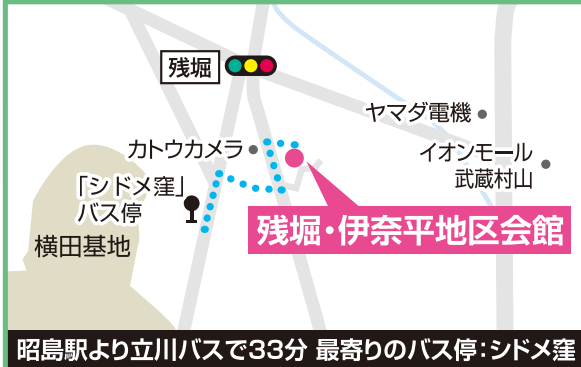 残堀
ヤマダ電機
カトウカメラ
イオンモール
武蔵村山
「シドメ窪」
バス停
残堀・伊奈平地区会館
横田基地
昭島駅より立川バスで33分 最寄りのバス停：シドメ窪